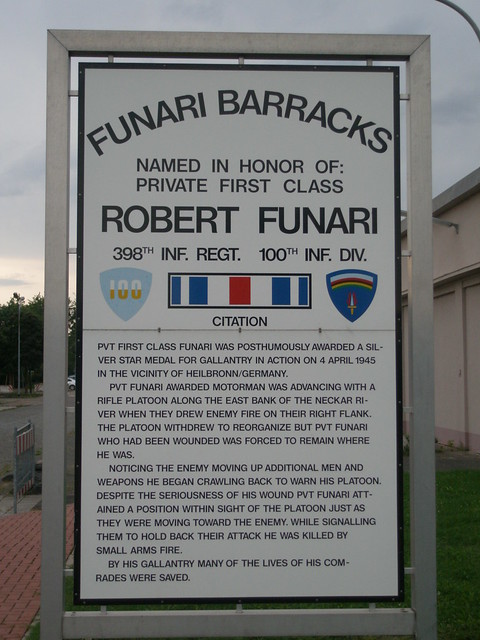 FUNARI BARRACKS
NAMED IN HONOR OF:
PRIVATE FIRST CLASS
ROBERT FUNARI
398TH INF. REGT. 100TH INF. DIV.
100
CITATION
PVT FIRST CLASS FUNARI WAS POSTHUMOUSLY AWARDED A SIL-
VER STAR MEDAL FOR GALLANTRY IN ACTION ON 4 APRIL 1945
IN THE VICINITY OF HEILBRONN/GERMANY.
PVT FUNARI AWARDED MOTORMAN WAS ADVANCING WITH A
RIFLE PLATOON ALONG THE EAST BANK OF THE NECKAR RI-
VER WHEN THEY DREW ENEMY FIRE ON THEIR RIGHT FLANK.
THE PLATOON WITHDREW TO REORGANIZE BUT PVT FUNARI
WHO HAD BEEN WOUNDED WAS FORCED TO REMAIN WHERE
HE WAS.
NOTICING THE ENEMY MOVING UP ADDITIONAL MEN AND
WEAPONS HE BEGAN CRAWLING BACK TO WARN HIS PLATOON.
DESPITE THE SERIOUSNESS OF HIS WOUND PVT FUNARI ATT-
AINED A POSITION WITHIN SIGHT OF THE PLATOON JUST AS
THEY WERE MOVING TOWARD THE ENEMY. WHILE SIGNALLING
THEM TO HOLD BACK THEIR ATTACK HE WAS KILLED BY
SMALL ARMS FIRE.
BY HIS GALLANTRY MANY OF THE LIVES OF HIS COM-
RADES WERE SAVED.